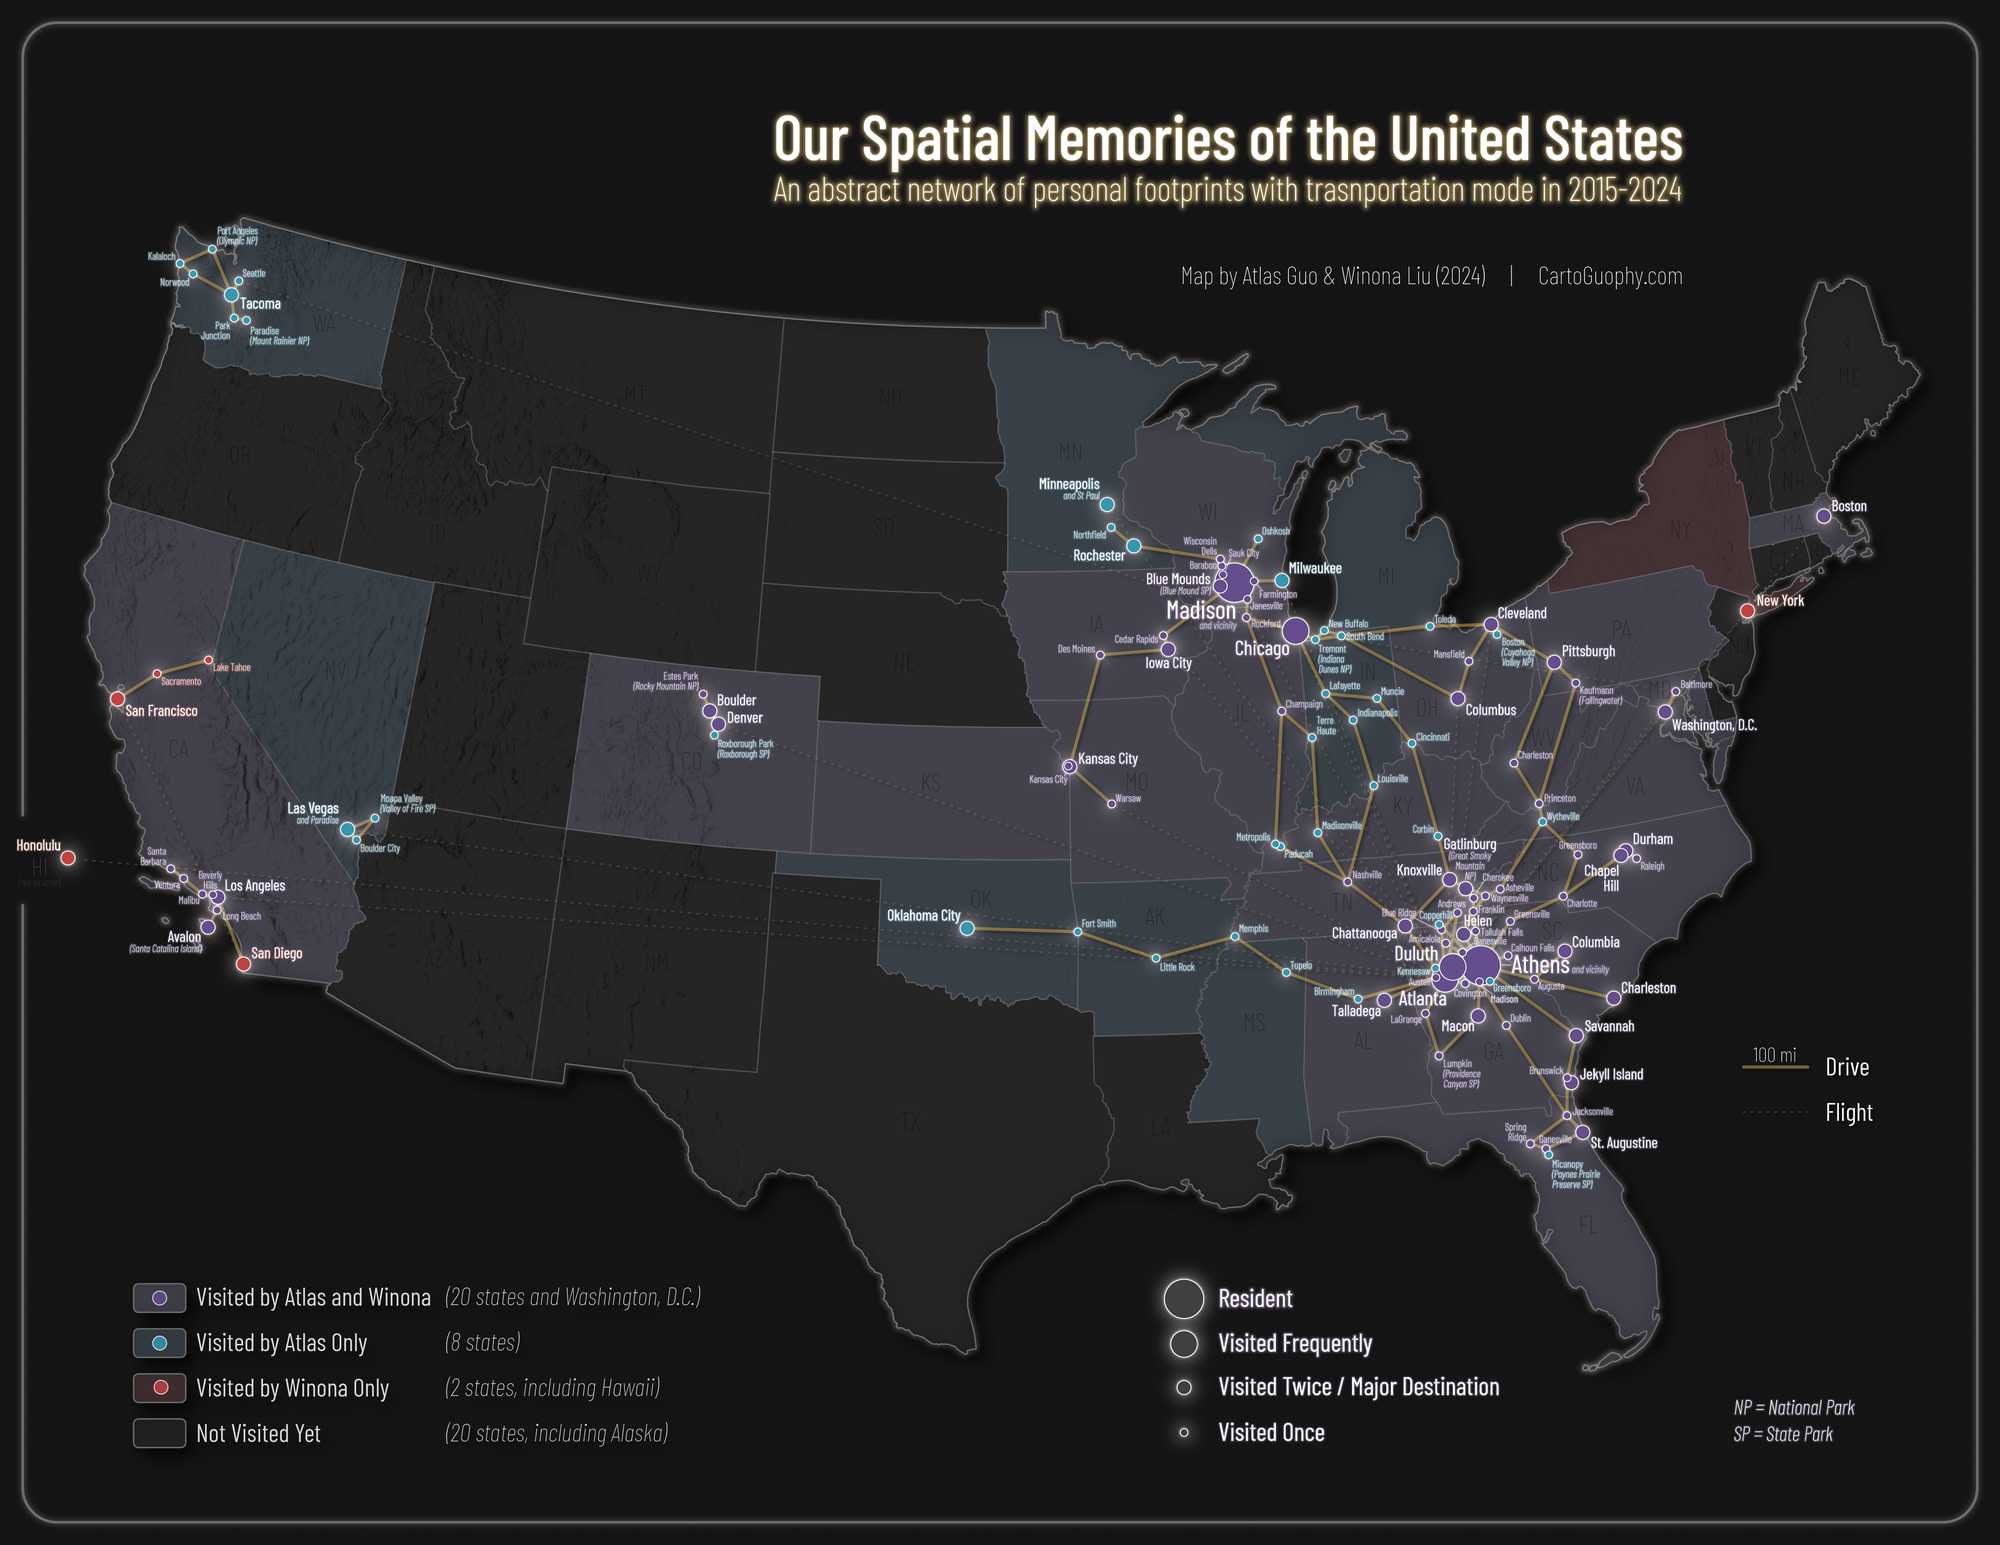 Our Spatial Memories of the United States
An abstract network of personal footprints with trasnportation mode in 2015-2024
Map by Atlas Guo & Winona Liu (2024) | CartoGuophy.com
Port Angeles
(Olympic NP)
Kalaloch
Norwood
Seattle
Tacoma
Park
Junction
Paradise
(Mount Rainier NP)
WA
OR
ID
MT
ND
SD
WY
NE
NV
UT
CA
AZ
NM
CO
KS
OK
TX
MN
IA
MO
AK
LA
WI
IL
MI
IN
OH
KY
TN
MS
AL
GA
FL
SC
NC
VA
WV
PA
NY
VT
NH
ME
MA
CT
RI
NJ
MD
HI
(not to scale)
Lake Tahoe
Sacramento
San Francisco
Las Vegas
and Paradise
Moapa Valley
(Valley of Fire SP)
Boulder City
Honolulu
Santa
Barbara
Ventura
Beverly
Hills
Malibu
Los Angeles
Long Beach
Avalon
(Santa Catalina Island)
San Diego
Estes Park
(Rocky Mountain NP)
Boulder
Denver
Roxborough Park
(Roxborough SP)
Minneapolis
and St Paul
Northfield
Rochester
Wisconsin
Dells
Sauk City
Baraboo
Oshkosh
Blue Mounds
(Blue Mound SP)
Milwaukee
Farmington
Madison
and vicinity
Janesville
Rockford
Chicago
Cedar Rapids
Des Moines
Iowa City
Kansas City
Kansas City
Warsaw
New Buffalo
South Bend
Tremont
(Indiana
Dunes NP)
Toledo
Cleveland
Boston
(Cuyahoga
Valley NP)
Mansfield
Columbus
Pittsburgh
Kaufmann
(Fallingwater)
Baltimore
Washington, D.C.
Boston
New York
Lafayette
Muncie
Indianapolis
Champaign
Terre
Haute
Cincinnati
Louisville
Charleston
Princeton
Wytheville
Madisonville
Metropolis
Paducah
Nashville
Corbin
Gatlinburg
(Great Smoky
Mountain
NP)
Knoxville
Greensboro
Durham
Raleigh
Chapel
Hill
Charlotte
Cherokee
Asheville
Waynesville
Andrews
Franklin
Greensville
Blue Ridge
Copperhill
Chattanooga
Helen
Tallulah Falls
Amicalola
Ganesville
Calhoun Falls
Columbia
Duluth
Athens
and vicinity
Kennesaw
Austell
Greensboro
Augusta
Charleston
Covington
Madison
Atlanta
Talladega
Birmingham
LaGrange
Macon
Dublin
Savannah
Lumpkin
(Providence
Canyon SP)
Brunswick
Jekyll Island
Jacksonville
Spring
Ridge
Ganesville
St. Augustine
Micanopy
(Paynes Prairie
Preserve SP)
Oklahoma City
Fort Smith
Little Rock
Memphis
Tupelo
100 mi
Drive
Flight
Visited by Atlas and Winona (20 states and Washington, D.C.)
Visited by Atlas Only (8 states)
Visited by Winona Only (2 states, including Hawaii)
Not Visited Yet (20 states, including Alaska)
Resident
Visited Frequently
Visited Twice / Major Destination
Visited Once
NP = National Park
SP = State Park